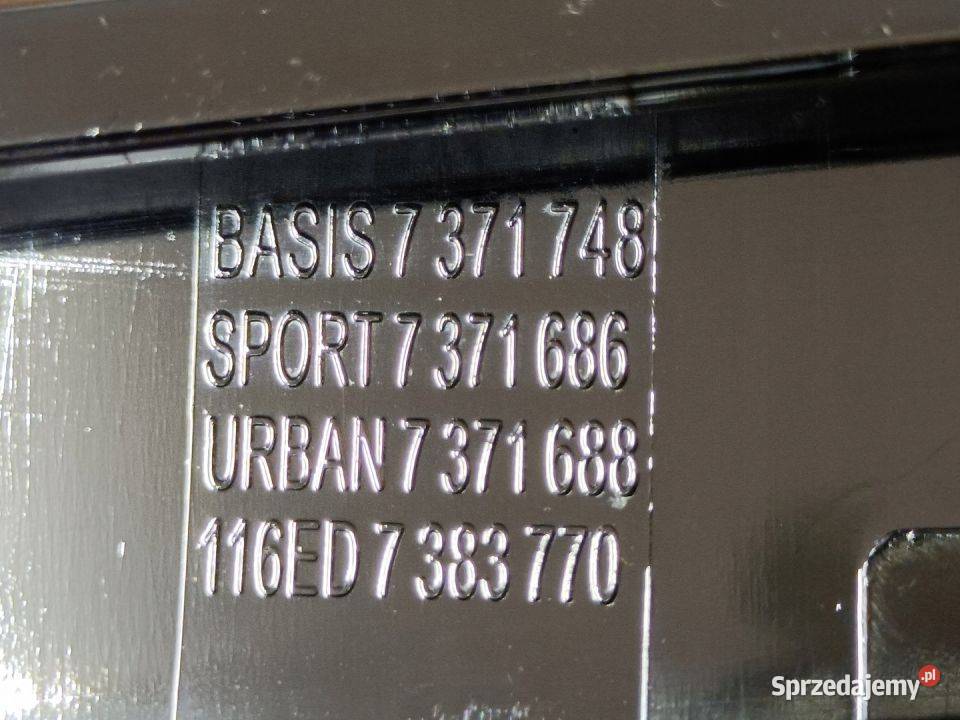 BASIS 7 371 748
SPORT 7 371 686
URBAN 7 371 688
116ED 7 383 770
Sprzedajemy.pl